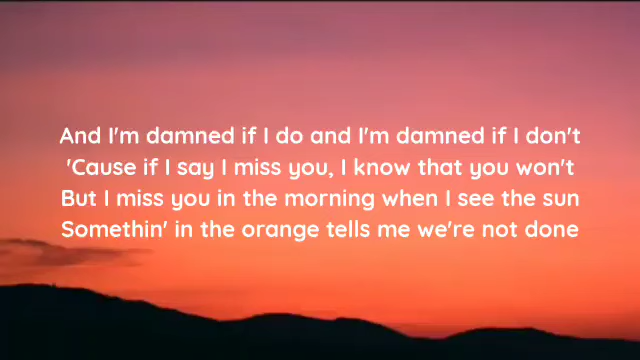 And I'm damned if I do and I'm damned if I don't
'Cause if I say I miss you, I know that you won't
But I miss you in the morning when I see the sun
Somethin' in the orange tells me we're not done